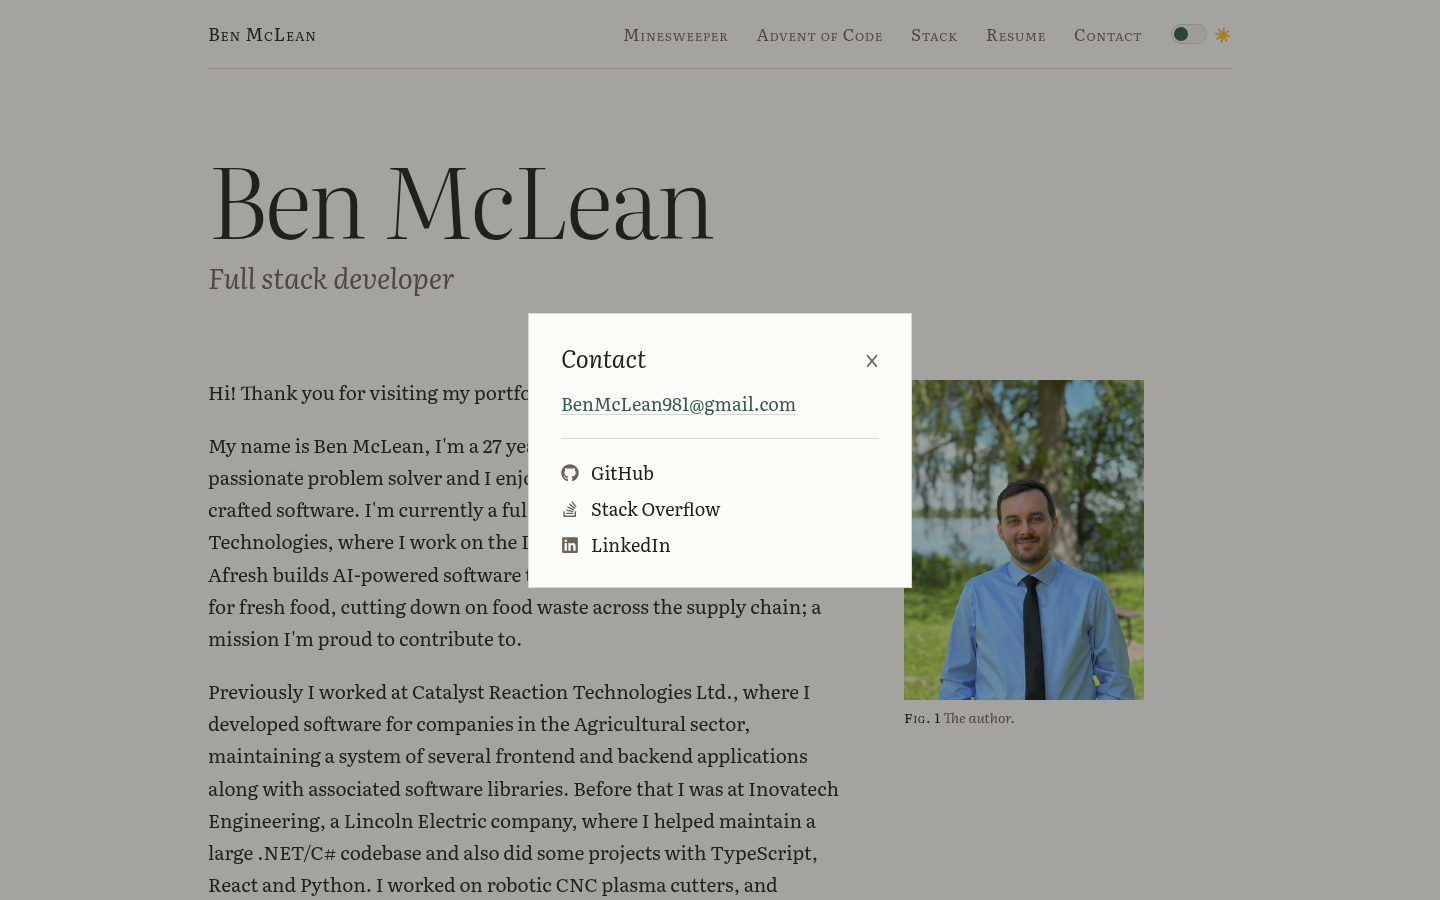 Ben McLean
Minesweeper
Advent of Code
Stack
Resume
Contact
Ben McLean
Full stack developer
Contact
X
BenMcLean981@gmail.com
GitHub
Stack Overflow
LinkedIn
Hi! Thank you for visiting my
My name is Ben McLean, I'm a 27
passionate problem solver and I
crafted software. I'm currently a
Technologies, where I work on the
Afresh builds AI-powered software
for fresh food, cutting down on food waste across the supply chain; a
mission I'm proud to contribute to.
Previously I worked at Catalyst Reaction Technologies Ltd., where I
developed software for companies in the Agricultural sector,
maintaining a system of several frontend and backend applications
along with associated software libraries. Before that I was at Inovatech
Engineering, a Lincoln Electric company, where I helped maintain a
large .NET/C# codebase and also did some projects with TypeScript,
React and Python. I worked on robotic CNC plasma cutters, and
Fig. 1 The author.